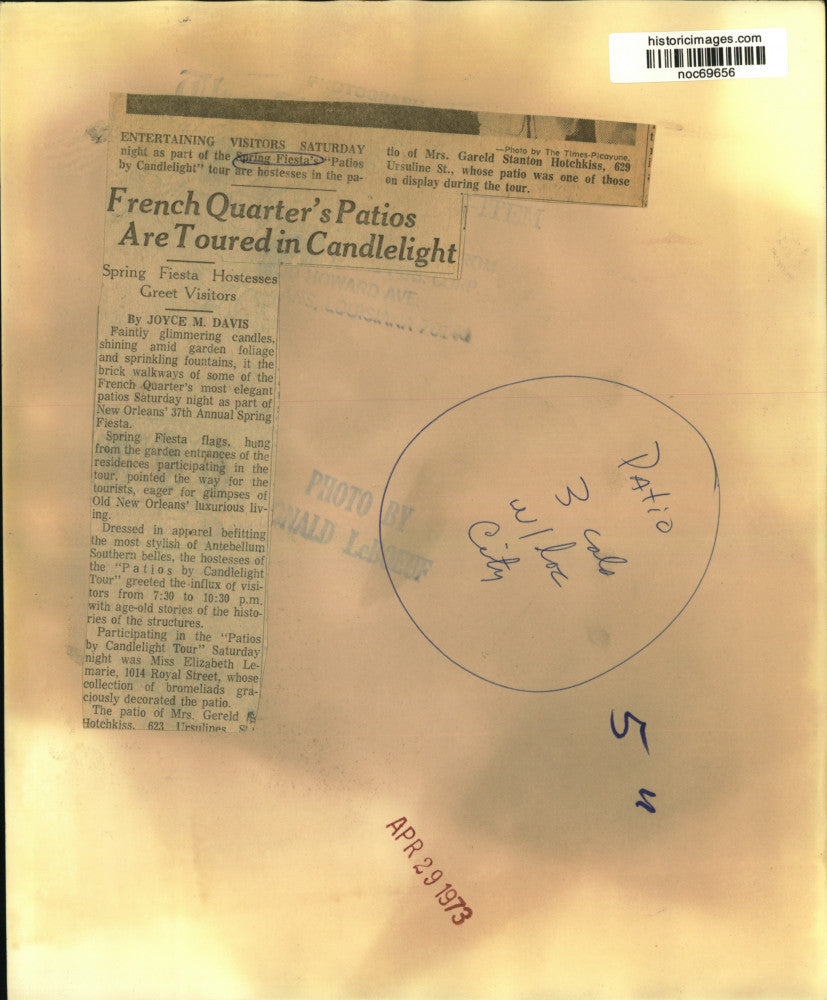 historicimages.com
noc69656
ENTERTAINING VISITORS SATURDAY
night as part of the Spring Fiesta's "Patios
by Candlelight" tour are hostesses in the pa-
—Photo by The Times-Picayune.
tio of Mrs. Gareld Stanton Hotchkiss, 629
Ursuline St., whose patio was one of those
on display during the tour.
French Quarter's Patios
Are Toured in Candlelight
Spring Fiesta Hostesses
Greet Visitors
By JOYCE M. DAVIS
Faintly glimmering candles,
shining amid garden foliage
and sprinkling fountains, it the
brick walkways of some of the
French Quarter's most elegant
patios Saturday night as part of
New Orleans' 37th Annual Spring
Fiesta.
Spring Fiesta flags, hung
from the garden entrances of the
residences participating in the
tour, pointed the way for the
tourists, eager for glimpses of
Old New Orleans' luxurious liv-
ing.
Dressed in apparel befitting
the most stylish of Antebellum
Southern belles, the hostesses of
the "Patios by Candlelight
Tour" greeted the influx of visi-
tors from 7:30 to 10:30 p.m.
with age-old stories of the histo-
ries of the structures.
Participating in the "Patios
by Candlelight Tour" Saturday
night was Miss Elizabeth Le-
marie, 1014 Royal Street, whose
collection of bromeliads gra-
ciously decorated the patio.
The patio of Mrs. Gereld
Hotchkiss, 623 Ursulines
HOWARD AVE
PHOTO BY
NALD LeBOEUF
Patio
3 cols
w/loc
City
5
APR 29 1973